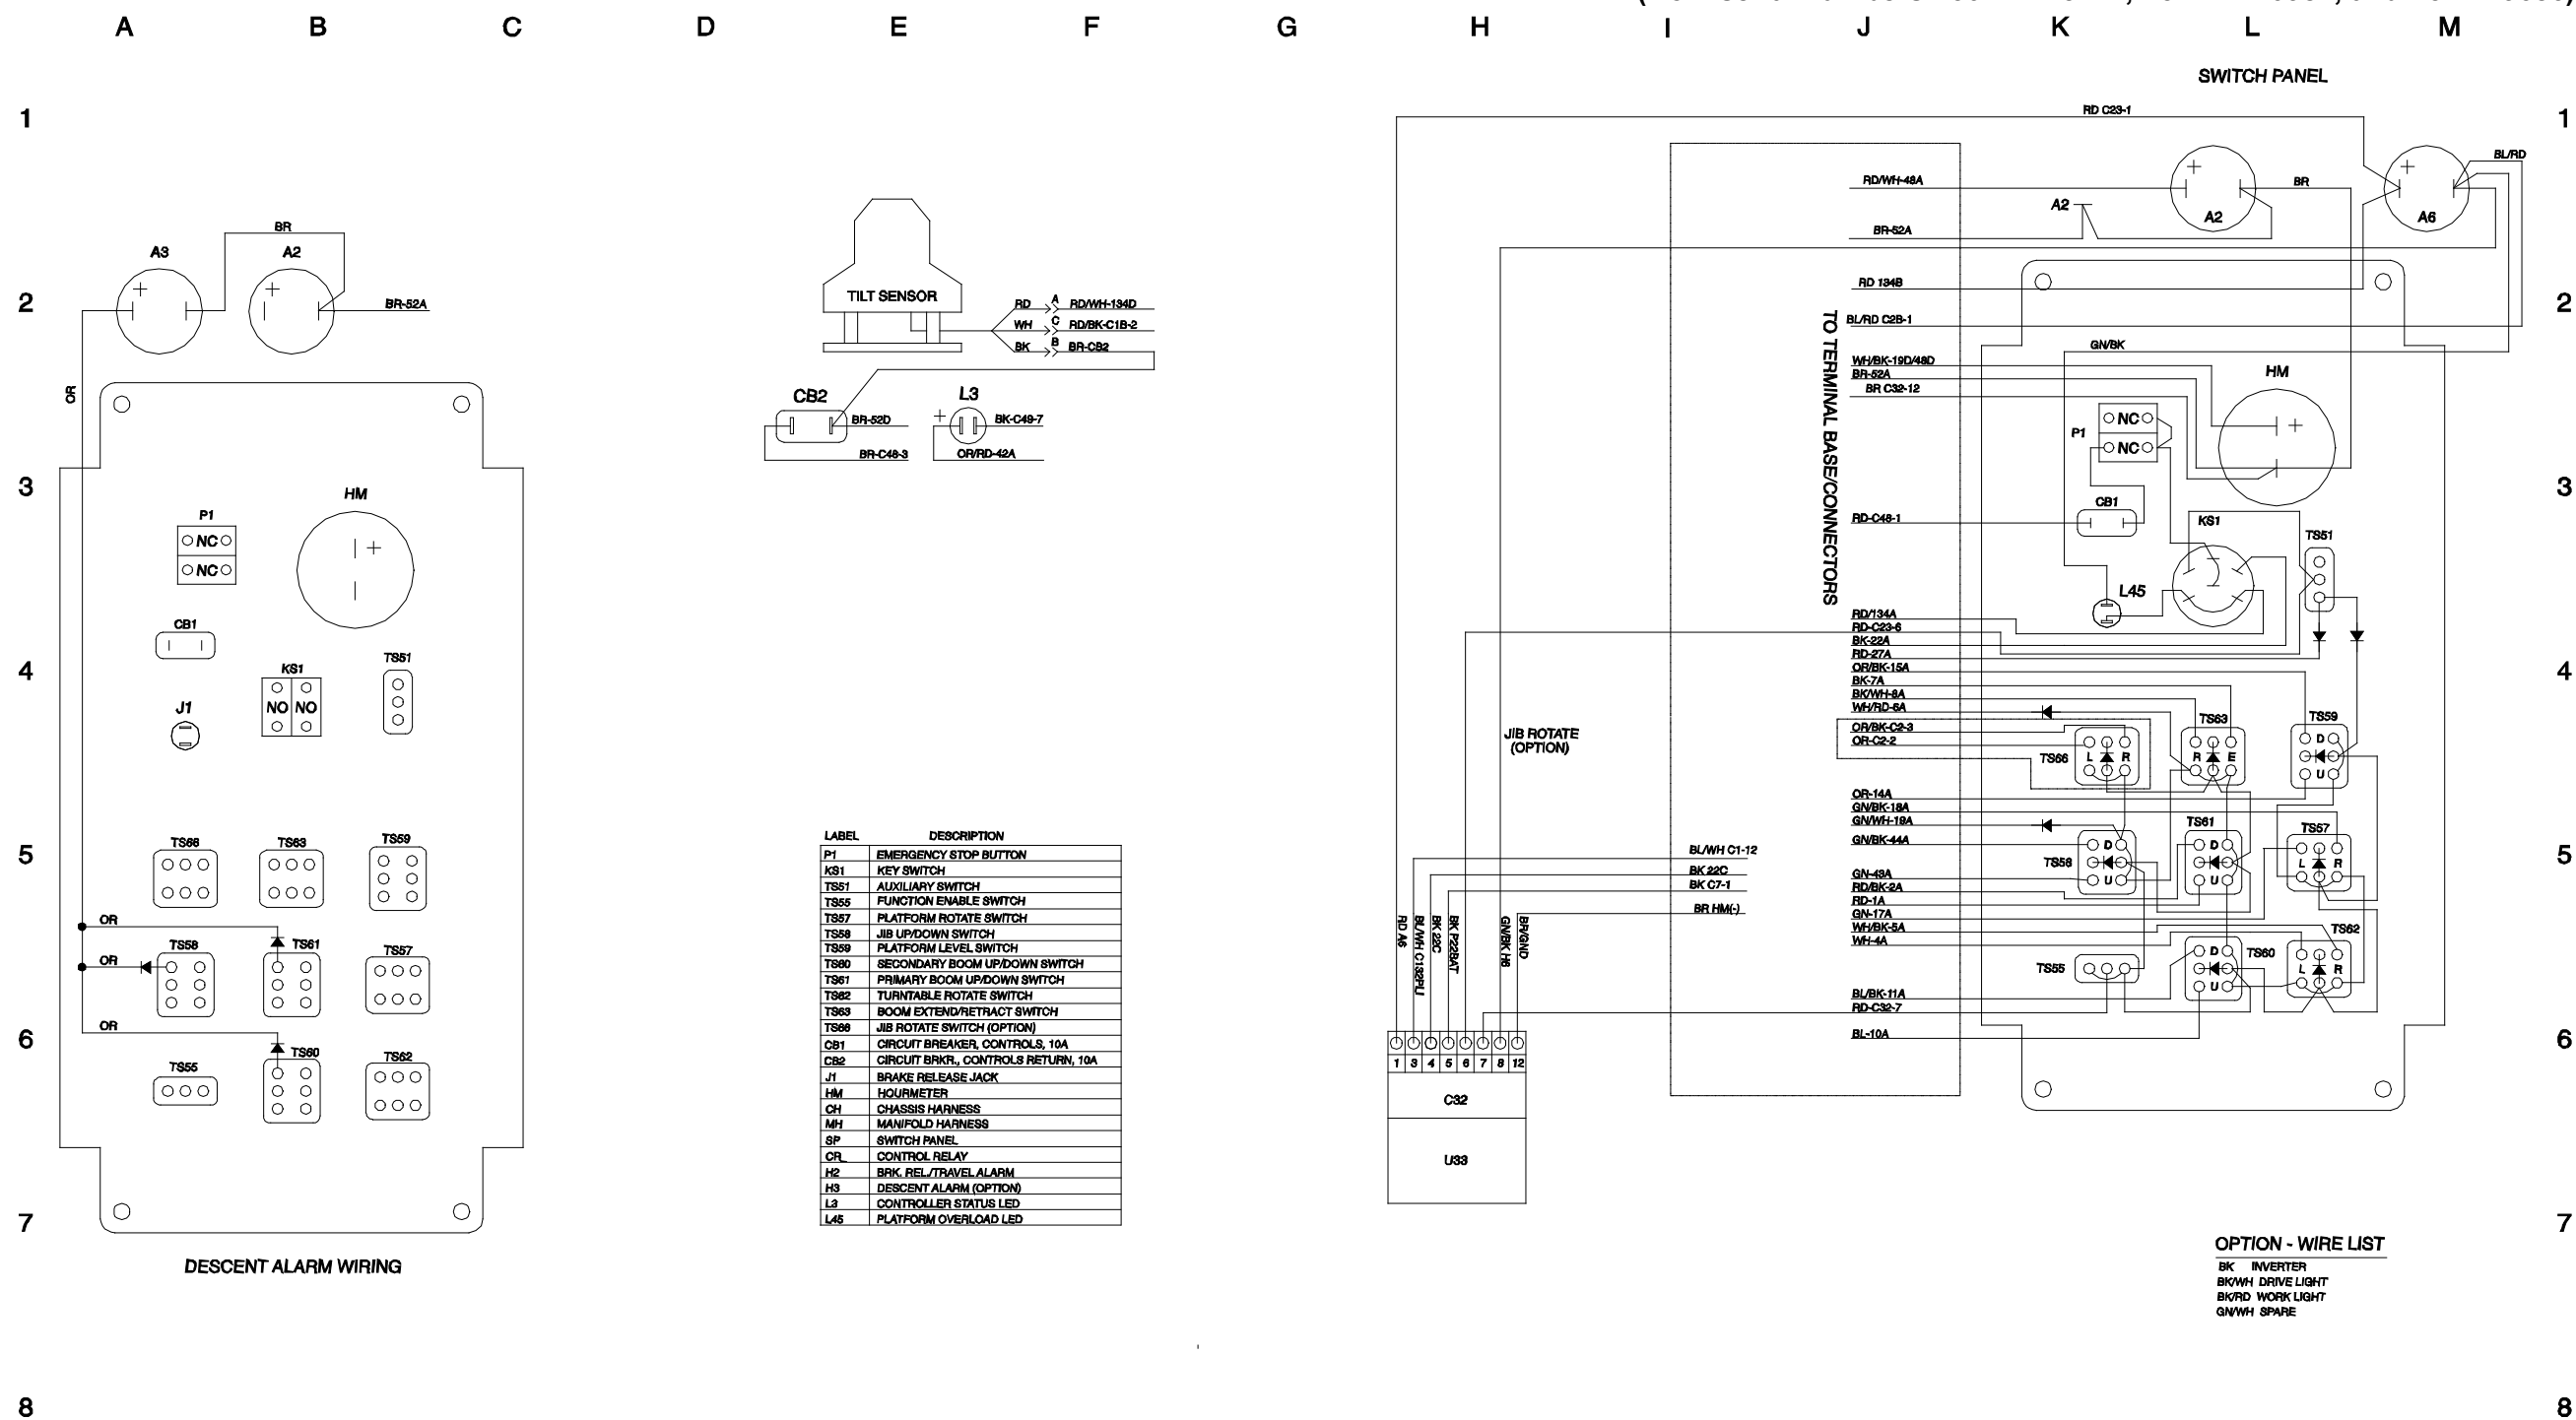 A B C D E F G H I J K L M
SWITCH PANEL
1
RD C23-1
1
BL/RD
RD/WH-48A
BR
A2
A2
A6
BR-52A
BR
A3
A2
2
BR-52A
TILT SENSOR
RD
A
RD/WH-134D
WH
C
RD/BK-C1B-2
BK
B
BR-CB2
RD 134B
2
BL/RD C2B-1
GN/BK
WH/BK-19D/48D
BR-52A
BR C32-12
HM
OR
CB2
L3
+
BR-52D
BK-C49-7
BR-C48-3
OR/RD-42A
TO TERMINAL BASE/CONNECTORS
P1
NC
NC
3
HM
P1
NC
NC
CB1
RD-C48-1
KS1
TS51
3
L45
CB1
RD/134A
RD-C23-6
BK-22A
RD-27A
OR/BK-15A
BK-7A
BK/WH-8A
WH/RD-6A
OR/BK-C2-3
OR-C2-2
4
KS1
TS51
NO NO
J1
JIB ROTATE
(OPTION)
TS63
TS59
4
TS66
L R
R E
D
U
OR-14A
GN/BK-18A
GN/WH-19A
GN/BK-44A
TS61
TS57
5
TS66
TS63
TS59
BL/WH C1-12
BK 22C
BK C7-1
BR HM(-)
TS58
D
U
D
U
L R
5
GN-43A
RD/BK-2A
RD-1A
GN-17A
WH/BK-5A
WH-4A
TS62
OR
TS58
TS61
TS57
OR
RD A6
BL/WH C132PLI
BK 22C
BK P22BAT
GN/BK H6
BR/GND
TS55
D
U
TS60
L R
BL/BK-11A
RD-C32-7
BL-10A
6
OR
TS60
TS62
TS55
1 3 4 5 6 7 8 12
C32
U33
6
LABEL DESCRIPTION
P1 EMERGENCY STOP BUTTON
KS1 KEY SWITCH
TS51 AUXILIARY SWITCH
TS55 FUNCTION ENABLE SWITCH
TS57 PLATFORM ROTATE SWITCH
TS58 JIB UP/DOWN SWITCH
TS59 PLATFORM LEVEL SWITCH
TS60 SECONDARY BOOM UP/DOWN SWITCH
TS61 PRIMARY BOOM UP/DOWN SWITCH
TS62 TURNTABLE ROTATE SWITCH
TS63 BOOM EXTEND/RETRACT SWITCH
TS66 JIB ROTATE SWITCH (OPTION)
CB1 CIRCUIT BREAKER, CONTROLS, 10A
CB2 CIRCUIT BRKR., CONTROLS RETURN, 10A
J1 BRAKE RELEASE JACK
HM HOURMETER
CH CHASSIS HARNESS
MH MANIFOLD HARNESS
SP SWITCH PANEL
CR_ CONTROL RELAY
H2 BRK. REL./TRAVEL ALARM
H3 DESCENT ALARM (OPTION)
L3 CONTROLLER STATUS LED
L45 PLATFORM OVERLOAD LED
7
7
DESCENT ALARM WIRING
OPTION - WIRE LIST
BK INVERTER
BK/WH DRIVE LIGHT
BK/RD WORK LIGHT
GN/WH SPARE
8
8